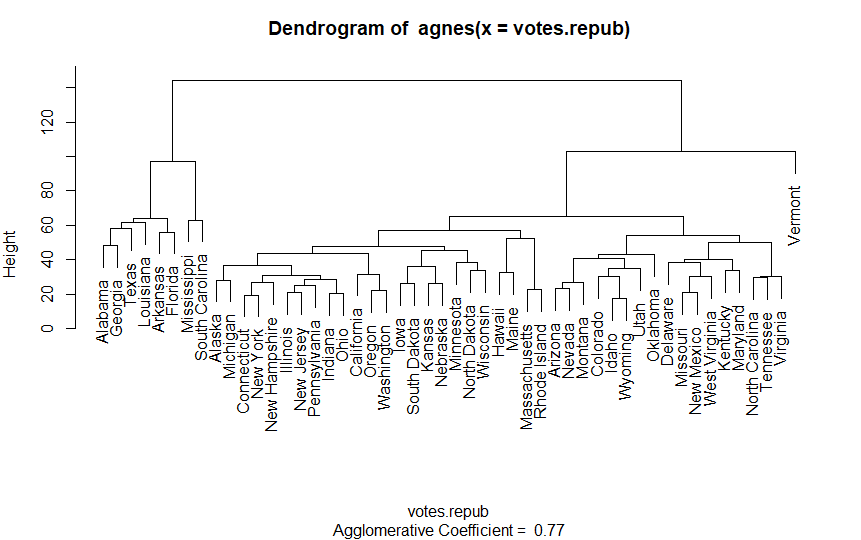 Dendrogram of  agnes(x = votes.repub)
Height
0
20
40
60
80
120
Alabama
Georgia
Texas
Louisiana
Arkansas
Florida
Mississippi
South Carolina
Alaska
Michigan
Connecticut
New York
New Hampshire
Illinois
New Jersey
Pennsylvania
Indiana
Ohio
California
Oregon
Washington
Iowa
South Dakota
Kansas
Nebraska
Minnesota
North Dakota
Wisconsin
Hawaii
Maine
Massachusetts
Rhode Island
Arizona
Nevada
Montana
Colorado
Idaho
Wyoming
Utah
Oklahoma
Delaware
Missouri
New Mexico
West Virginia
Kentucky
Maryland
North Carolina
Tennessee
Virginia
Vermont
votes.repub
Agglomerative Coefficient =  0.77